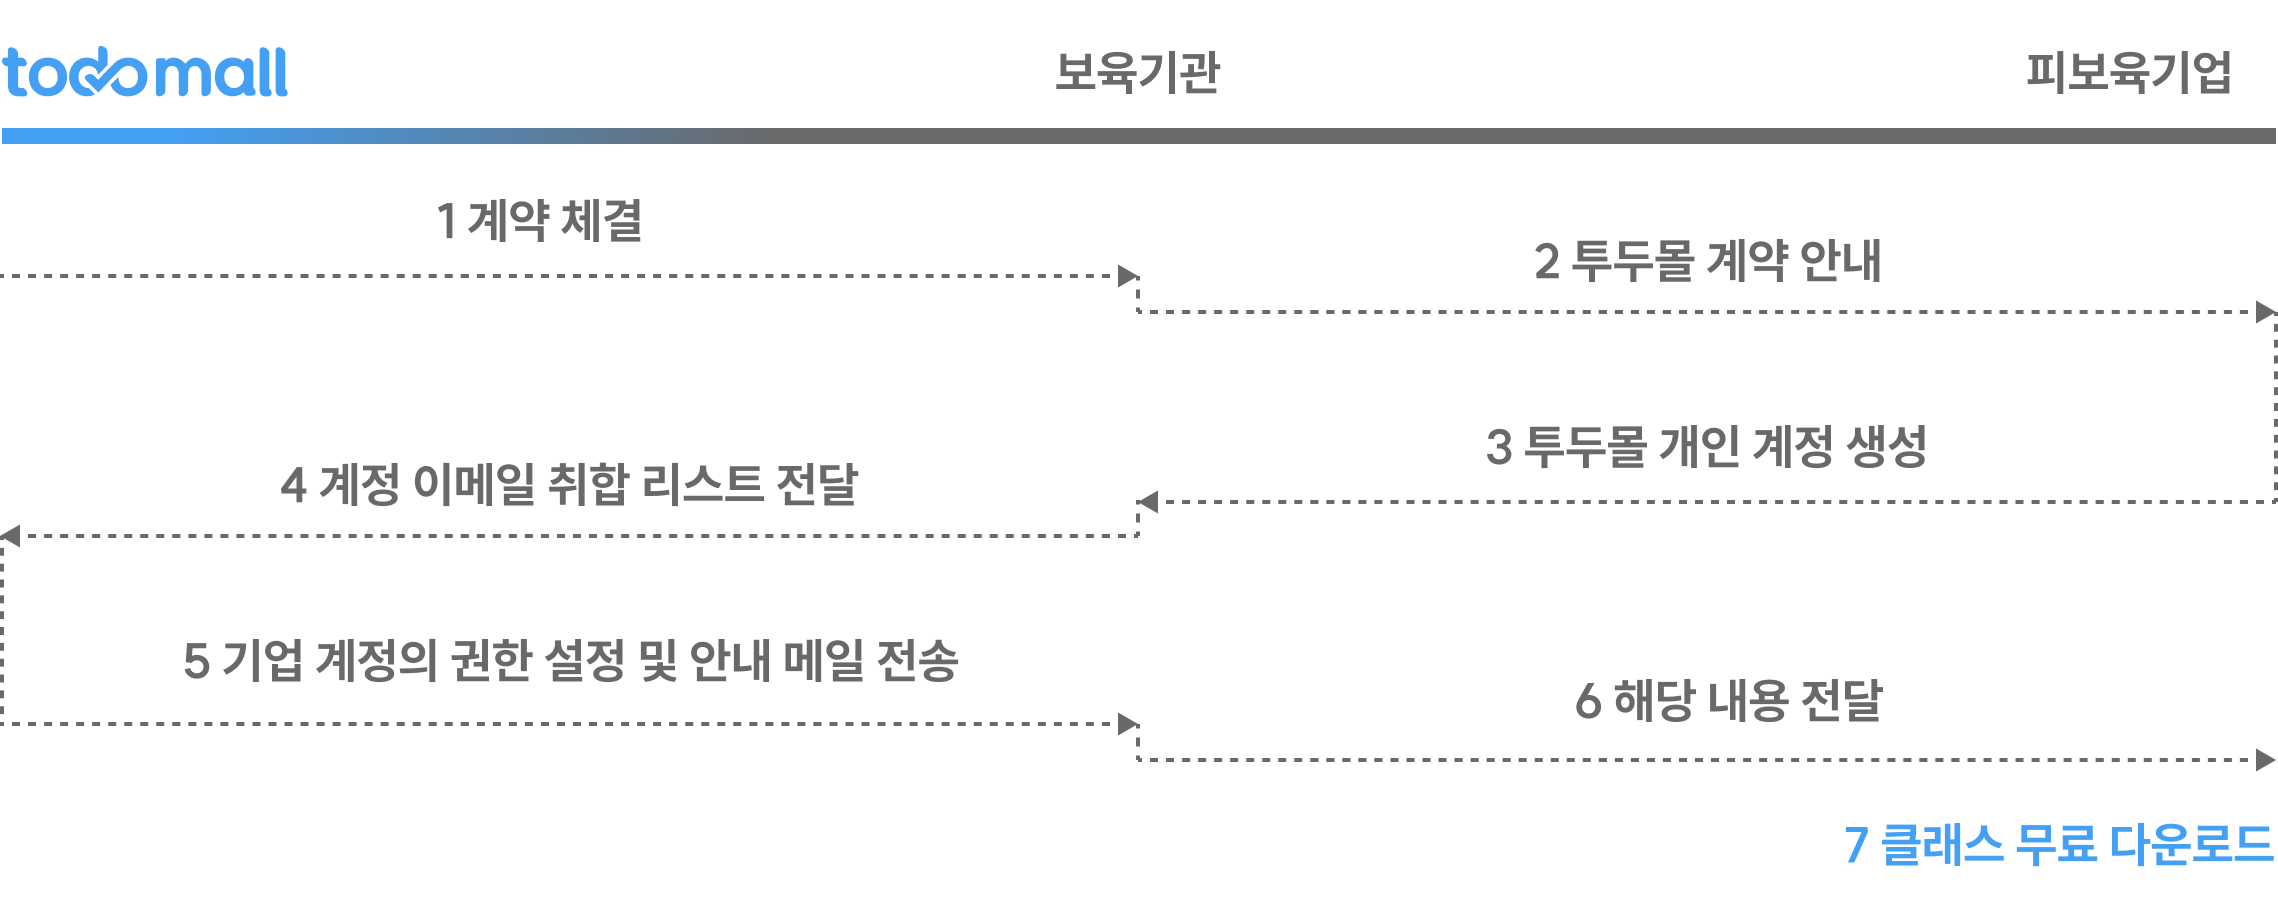 todo mall
보육기관
피보육기업
1 계약 체결
2 투두몰 계약 안내
3 투두몰 개인 계정 생성
4 계정 이메일 취합 리스트 전달
5 기업 계정의 권한 설정 및 안내 메일 전송
6 해당 내용 전달
7 클래스 무료 다운로드